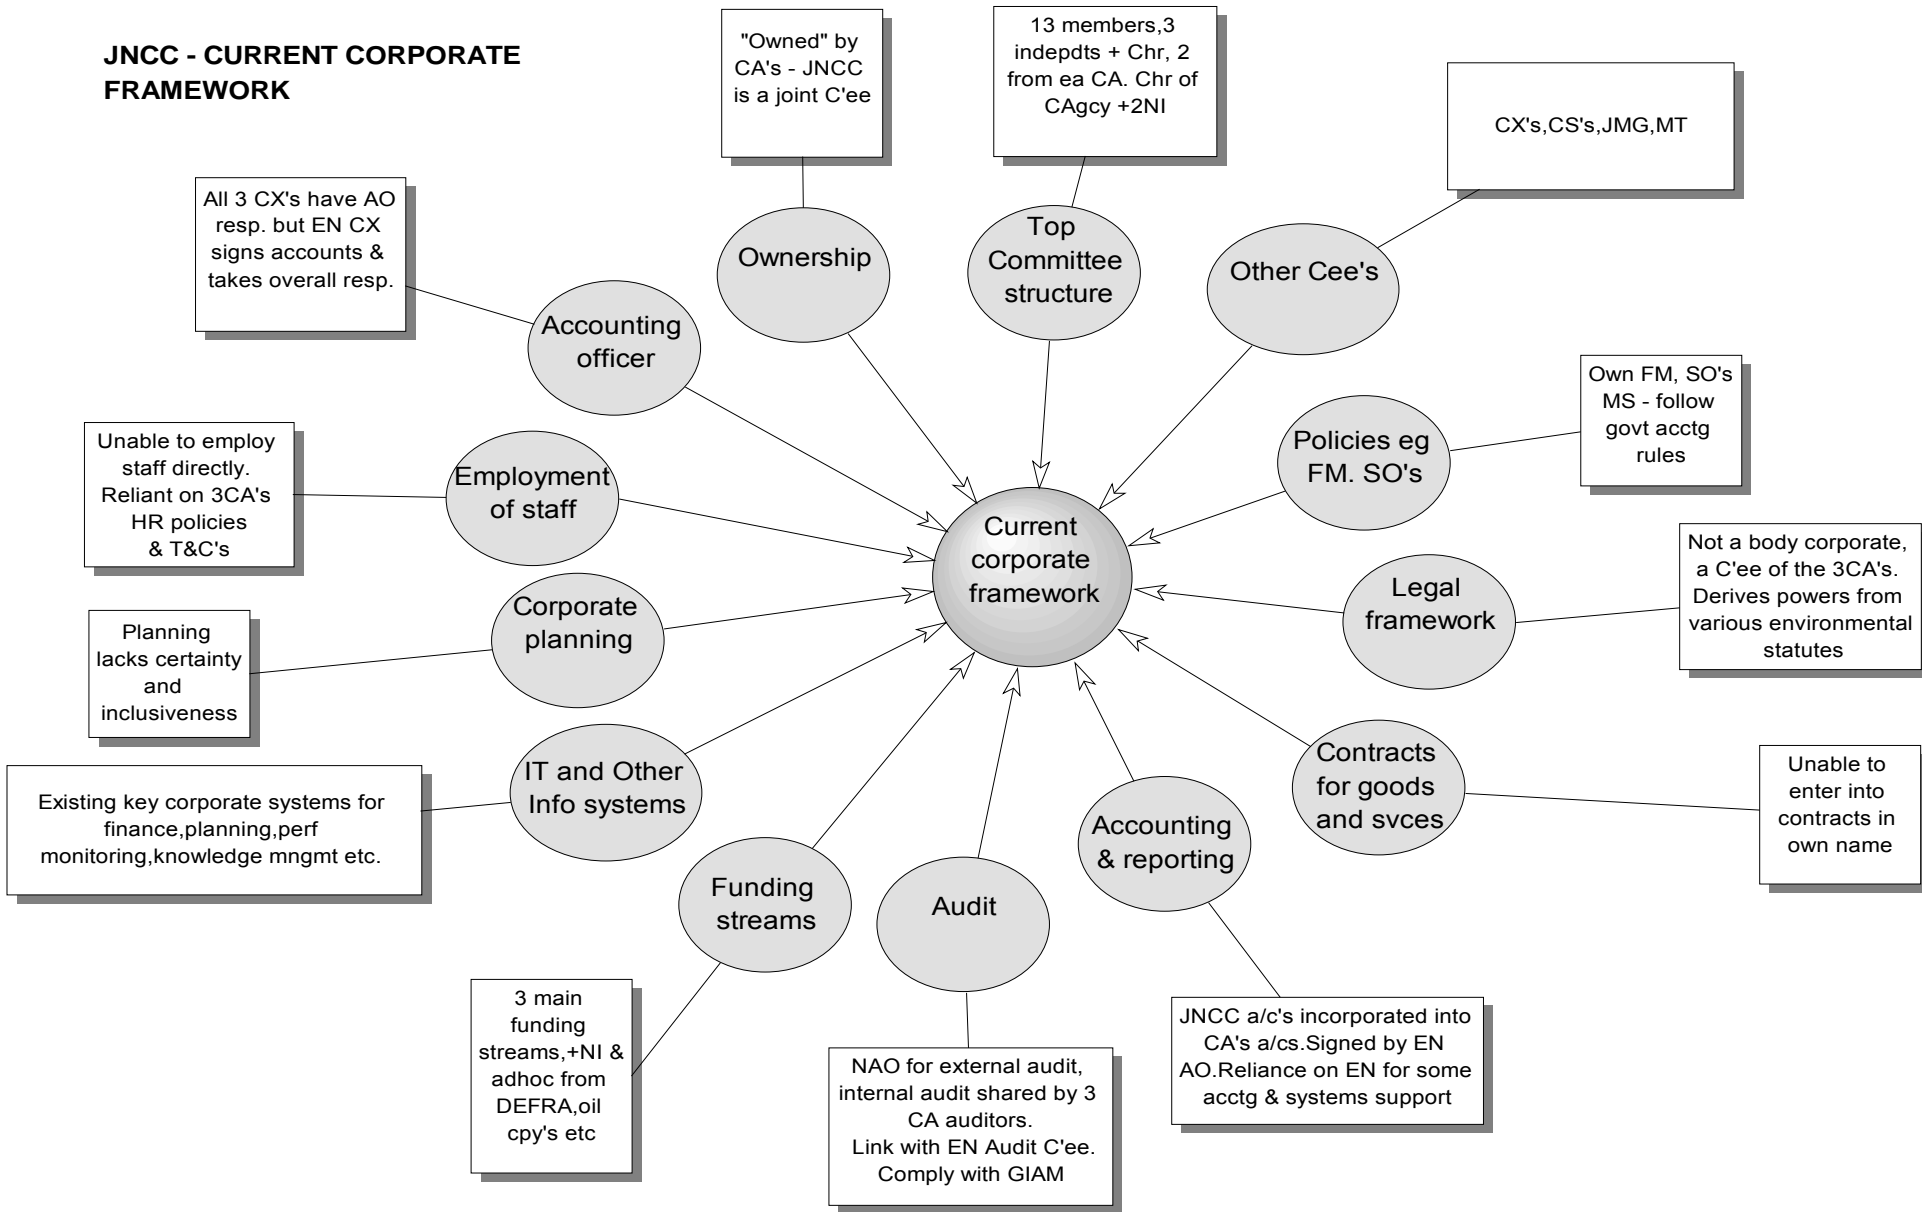 JNCC - CURRENT CORPORATE
FRAMEWORK
"Owned" by
CA's - JNCC
is a joint C'ee
13 members,3
indepdts + Chr, 2
from ea CA. Chr of
CAgcy +2NI
CX's,CS's,JMG,MT
All 3 CX's have AO
resp. but EN CX
signs accounts &
takes overall resp.
Ownership
Top
Committee
structure
Other Cee's
Accounting
officer
Own FM, SO's
MS - follow
govt acctg
rules
Policies eg
FM. SO's
Unable to employ
staff directly.
Reliant on 3CA's
HR policies
& T&C's
Employment
of staff
Current
corporate
framework
Not a body corporate,
a C'ee of the 3CA's.
Derives powers from
various environmental
statutes
Legal
framework
Corporate
planning
Planning
lacks certainty
and
inclusiveness
IT and Other
Info systems
Existing key corporate systems for
finance,planning,perf
monitoring,knowledge mngmt etc.
Contracts
for goods
and svces
Unable to
enter into
contracts in
own name
Accounting
& reporting
Funding
streams
Audit
3 main
funding
streams,+NI &
adhoc from
DEFRA,oil
cpy's etc
NAO for external audit,
internal audit shared by 3
CA auditors.
Link with EN Audit C'ee.
Comply with GIAM
JNCC a/c's incorporated into
CA's a/cs.Signed by EN
AO.Reliance on EN for some
acctg & systems support